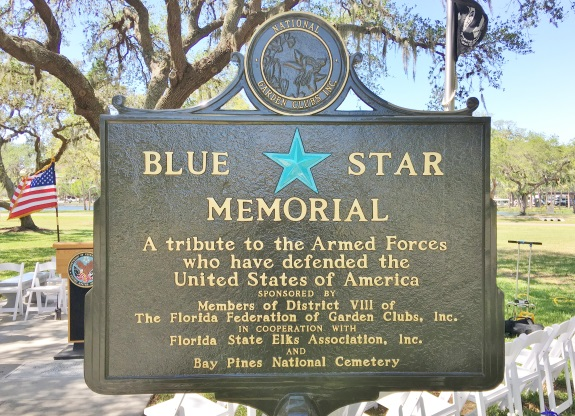 NATIONAL
GARDEN CLUBS, INC.
BLUE STAR
MEMORIAL
A tribute to the Armed Forces
who have defended the
United States of America
SPONSORED BY
Members of District VIII of
The Florida Federation of Garden Clubs, Inc.
IN COOPERATION WITH
Florida State Elks Association, Inc.
AND
Bay Pines National Cemetery